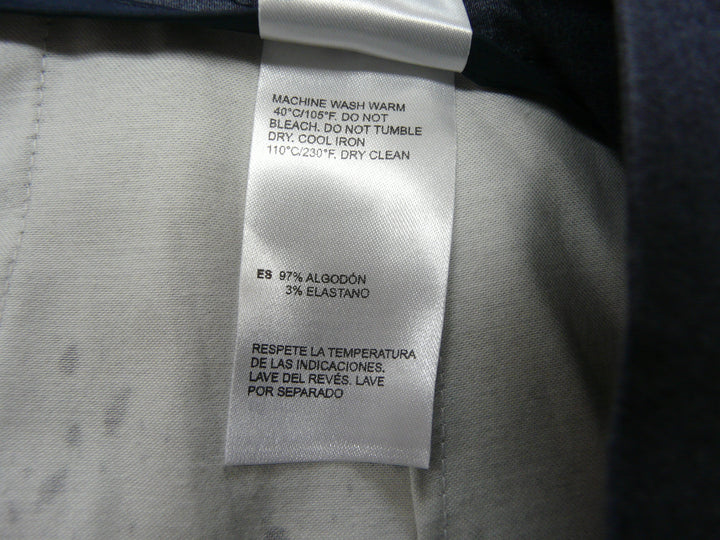 MACHINE WASH WARM
40°C/105°F. DO NOT
BLEACH. DO NOT TUMBLE
DRY. COOL IRON
110°C/230°F. DRY CLEAN
ES 97% ALGODÓN
3% ELASTANO
RESPETE LA TEMPERATURA
DE LAS INDICACIONES.
LAVE DEL REVÉS. LAVE
POR SEPARADO